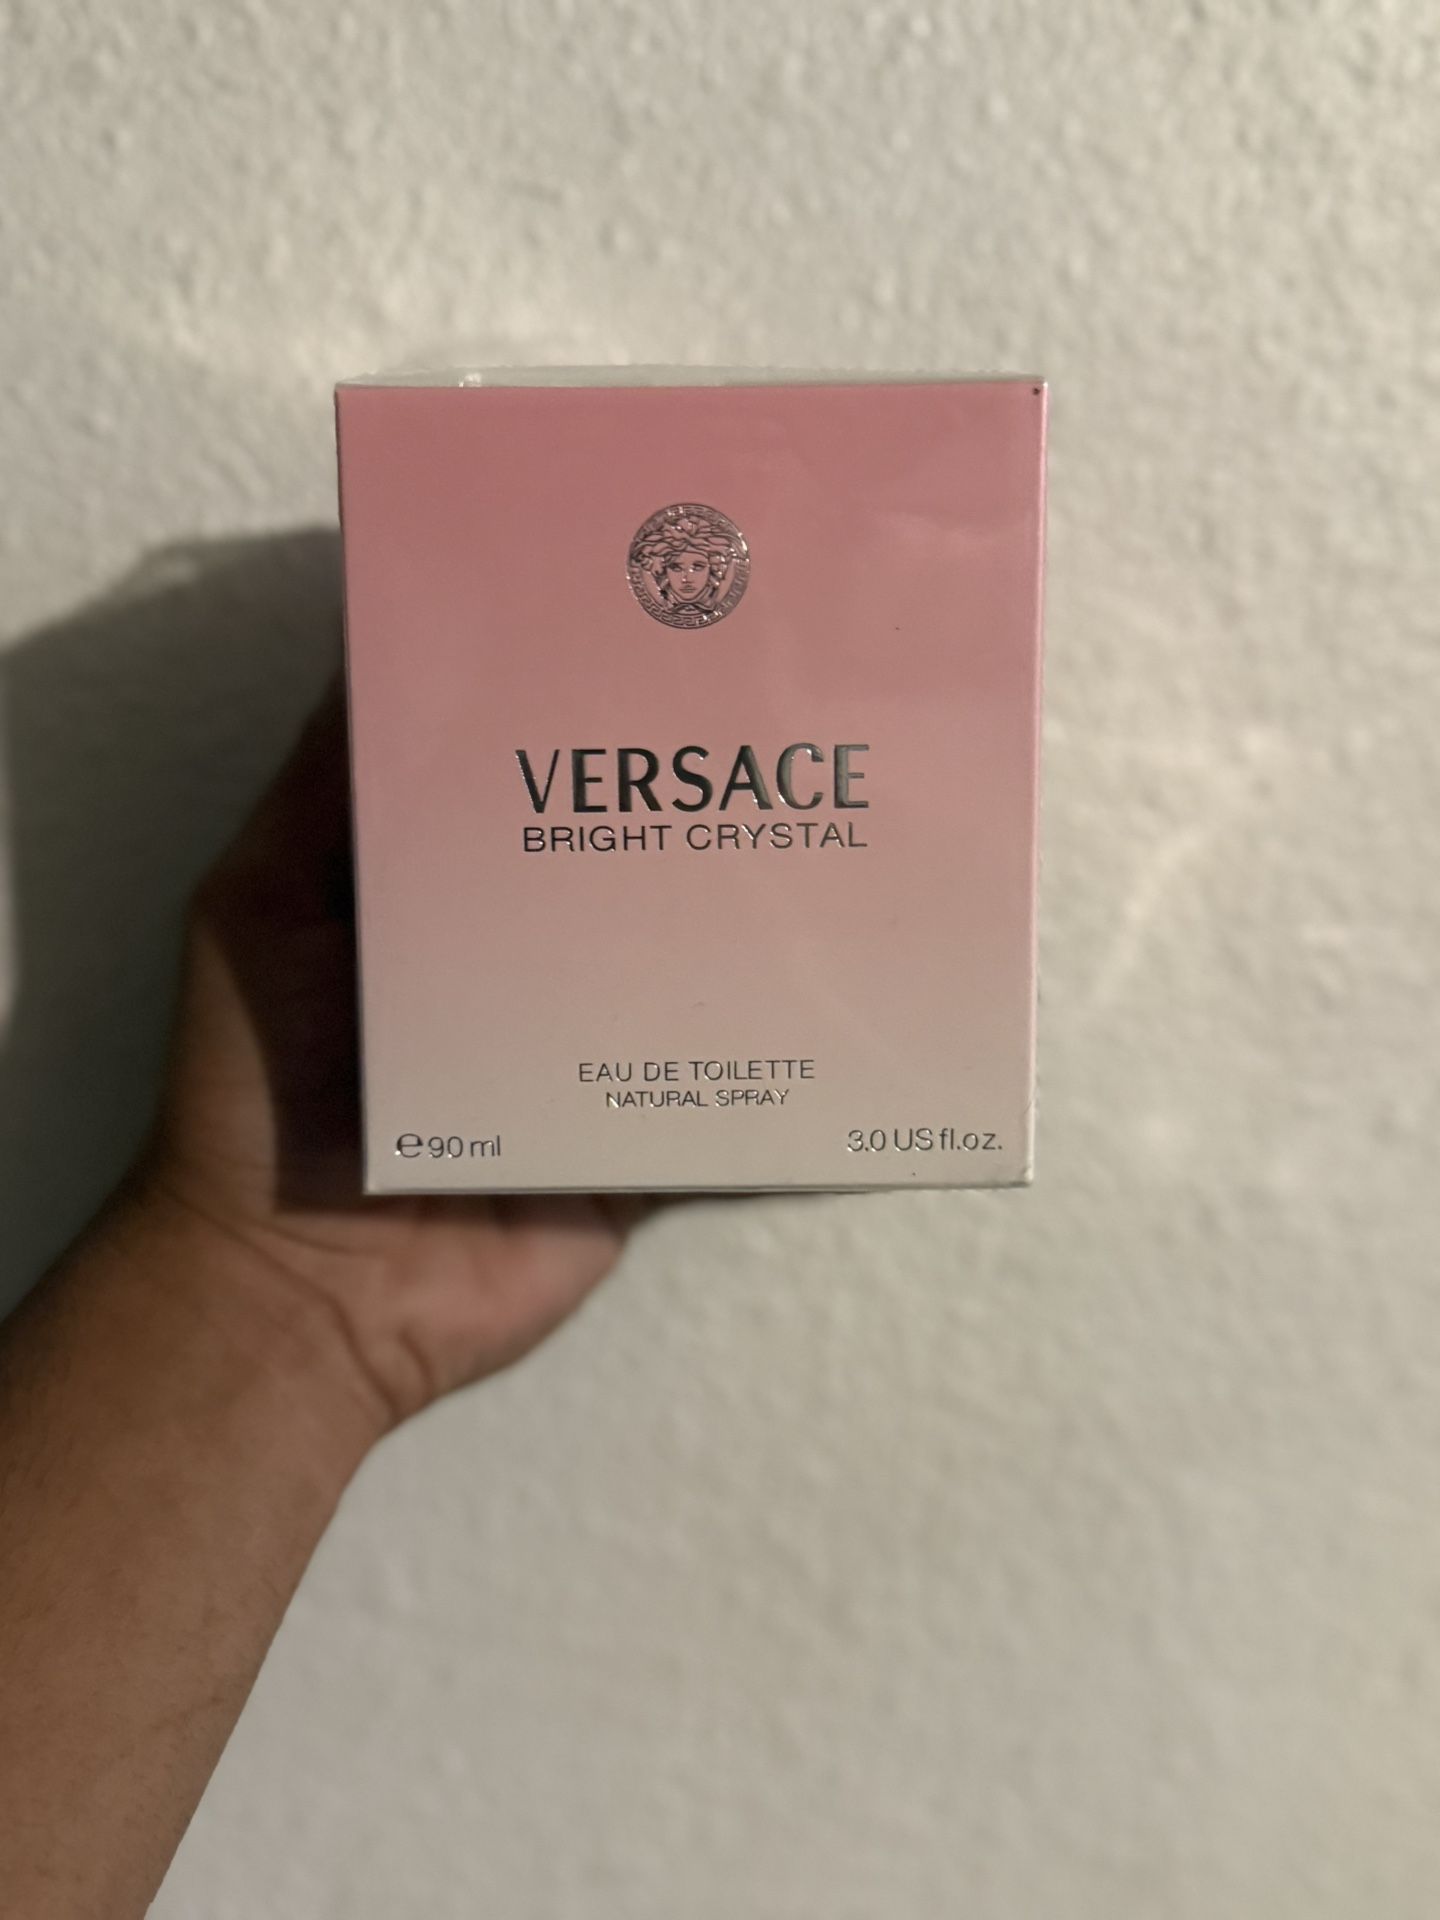 VERSACE
BRIGHT CRYSTAL
EAU DE TOILETTE
NATURAL SPRAY
℮ 90 ml
3.0 US fl.oz.